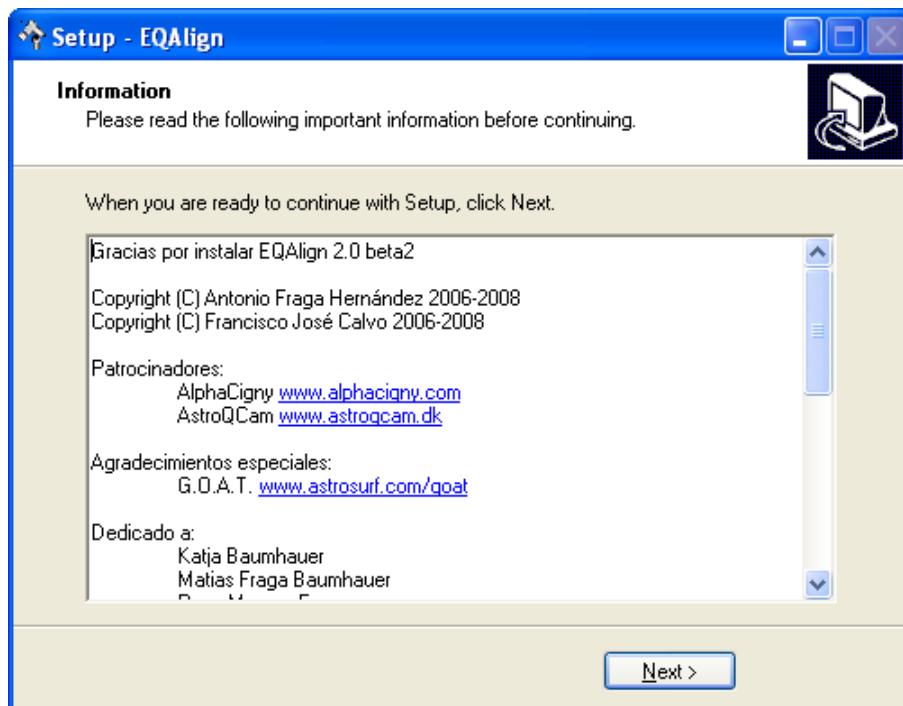 Setup - EQAlign
Information
Please read the following important information before continuing.
When you are ready to continue with Setup, click Next.
Gracias por instalar EQAlign 2.0 beta2
Copyright (C) Antonio Fraga Hernández 2006-2008
Copyright (C) Francisco José Calvo 2006-2008
Patrocinadores:
AlphaCigny www.alphacigny.com
AstroQCam www.astroqcam.dk
Agradecimientos especiales:
G.O.A.T. www.astrosurf.com/goat
Dedicado a:
Katja Baumhauer
Matias Fraga Baumhauer
Next >